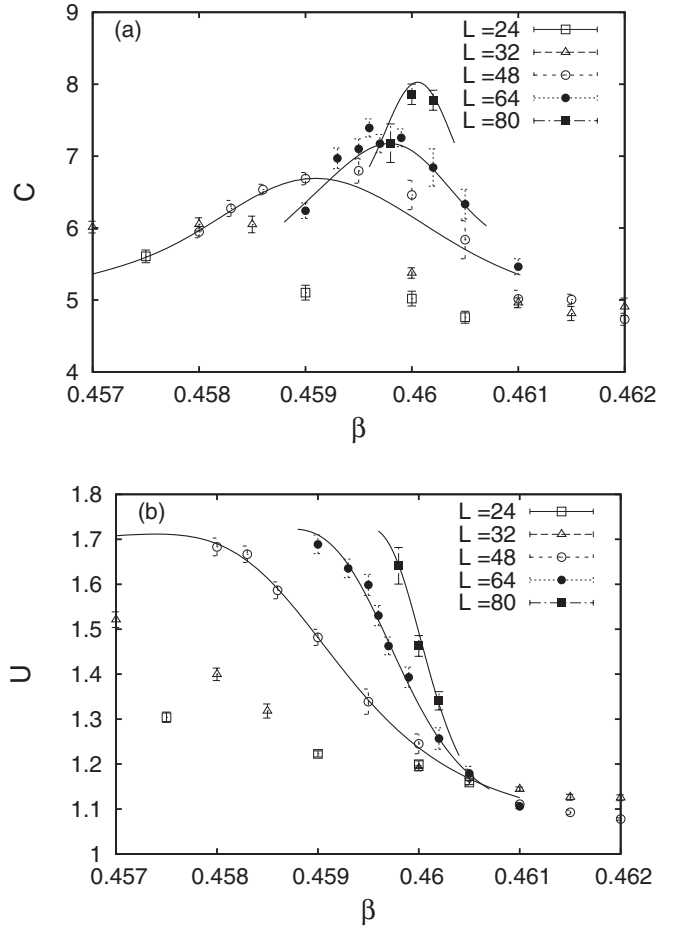 (a)
L =24
L =32
L =48
L =64
L =80
9
8
7
6
5
4
C
0.457 0.458 0.459 0.46 0.461 0.462
β
(b)
L =24
L =32
L =48
L =64
L =80
1.8
1.7
1.6
1.5
1.4
1.3
1.2
1.1
1
U
0.457 0.458 0.459 0.46 0.461 0.462
β